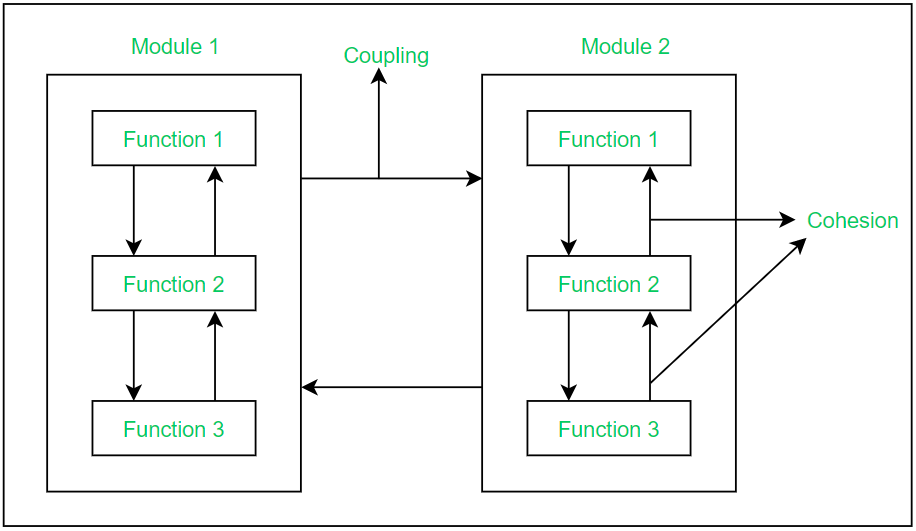 Module 1
Coupling
Module 2
Function 1
Function 2
Function 3
Function 1
Function 2
Function 3
Cohesion